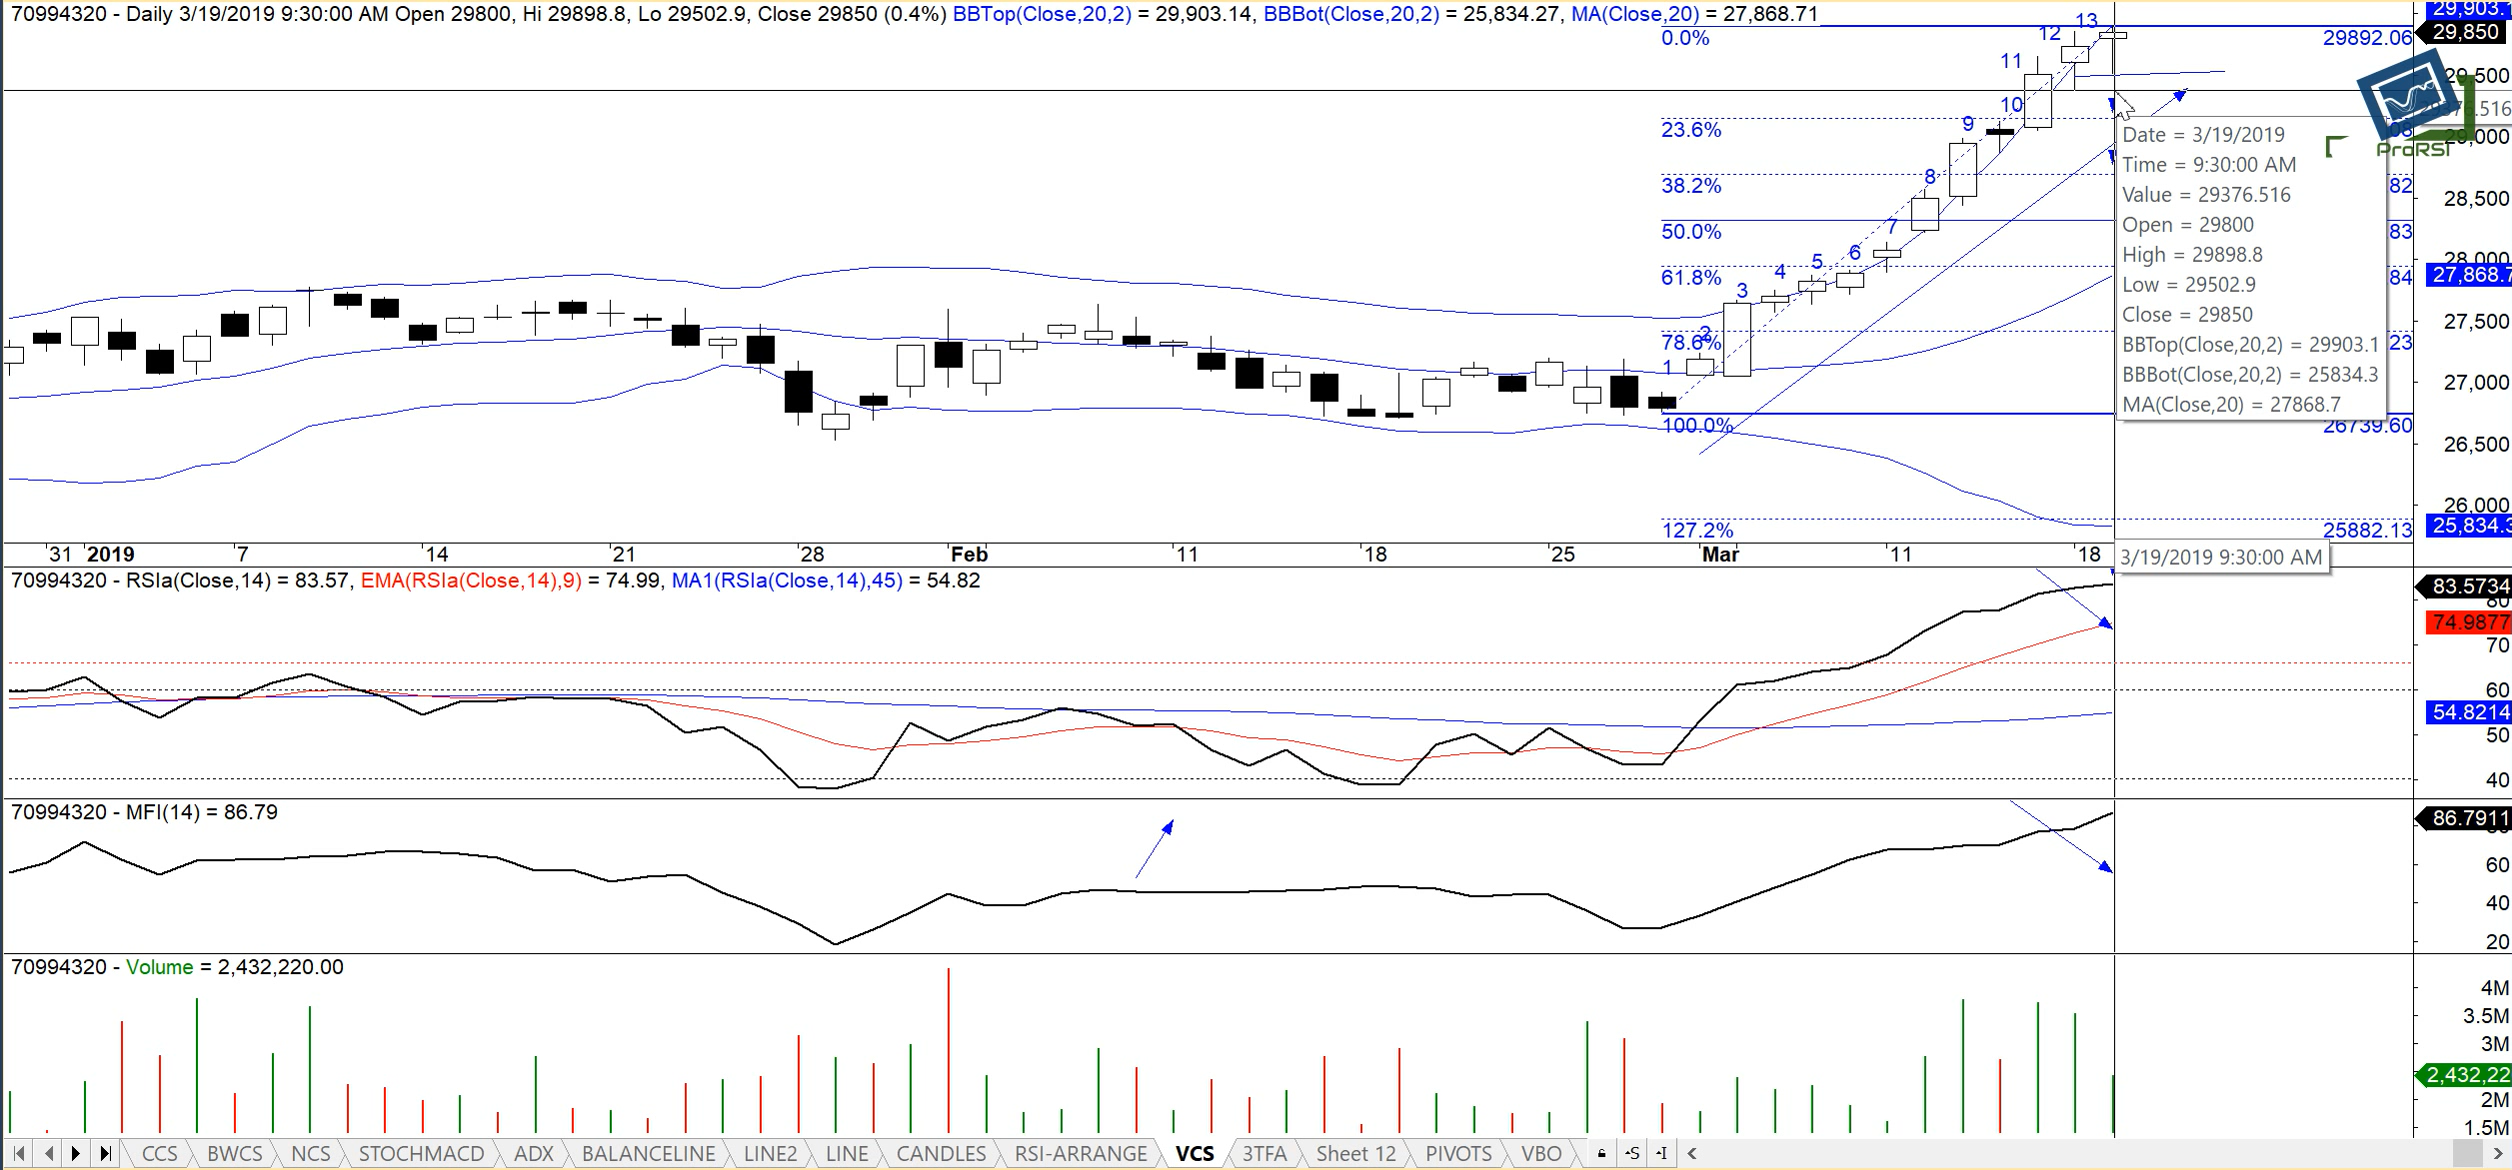 70994320 - Daily 3/19/2019 9:30:00 AM Open 29800, Hi 29898.8, Lo 29502.9, Close 29850 (0.4%) BBTop(Close,20,2) = 29,903.14, BBBot(Close,20,2) = 25,834.27, MA(Close,20) = 27,868.71
29,903.1
29,850
0.0%
29892.06
13
12
11
29,500
10
29376.516
23.6%
9
29,000
ProRSI
38.2%
8
82
28,500
50.0%
7
83
61.8%
6
5
4
84
28,000
27,868.7
3
2
78.6%
23
27,500
1
27,000
100.0%
26739.60
26,500
26,000
127.2%
25882.13
25,834.3
Date = 3/19/2019
Time = 9:30:00 AM
Value = 29376.516
Open = 29800
High = 29898.8
Low = 29502.9
Close = 29850
BBTop(Close,20,2) = 29903.1
BBBot(Close,20,2) = 25834.3
MA(Close,20) = 27868.7
31 2019 7 14 21 28 Feb 11 18 25 Mar 11 18
3/19/2019 9:30:00 AM
70994320 - RSIa(Close,14) = 83.57, EMA(RSIa(Close,14),9) = 74.99, MA1(RSIa(Close,14),45) = 54.82
83.5734
80
74.9877
70
60
54.8214
50
40
70994320 - MFI(14) = 86.79
86.7911
60
40
20
70994320 - Volume = 2,432,220.00
4M
3.5M
3M
2,432,22
2M
1.5M
CCS BWCS NCS STOCHMACD ADX BALANCELINE LINE2 LINE CANDLES RSI-ARRANGE VCS 3TFA Sheet 12 PIVOTS VBO -S -I